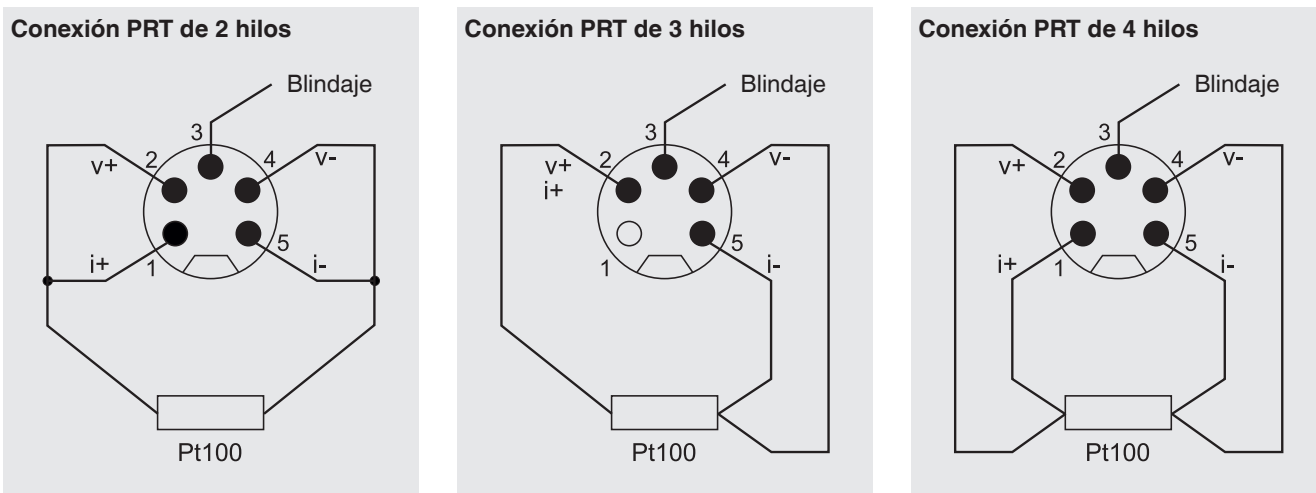 Conexión PRT de 2 hilos
Blindaje
3
v+ 2 4 v-
i+ 1 5 i-
Pt100
Conexión PRT de 3 hilos
Blindaje
3
v+ 2 4 v-
i+
1 5 i-
Pt100
Conexión PRT de 4 hilos
Blindaje
3
v+ 2 4 v-
i+ 1 5 i-
Pt100